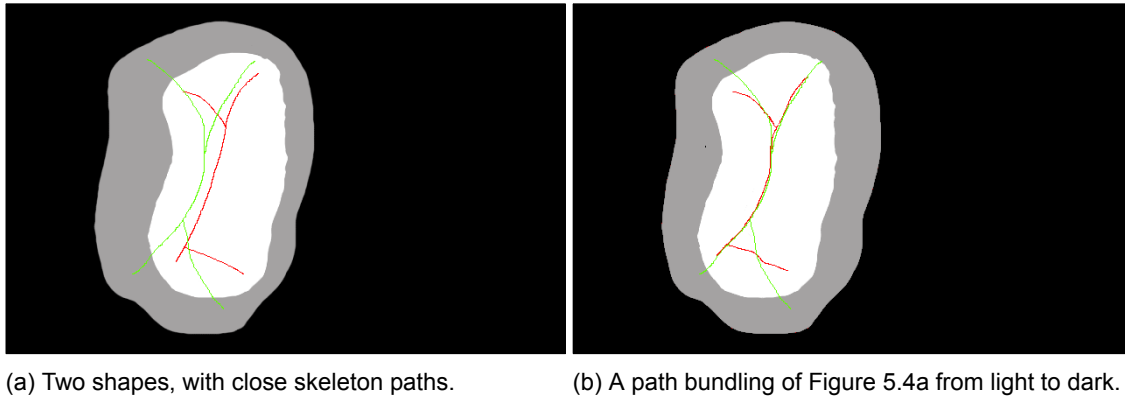 (a) Two shapes, with close skeleton paths.
(b) A path bundling of Figure 5.4a from light to dark.